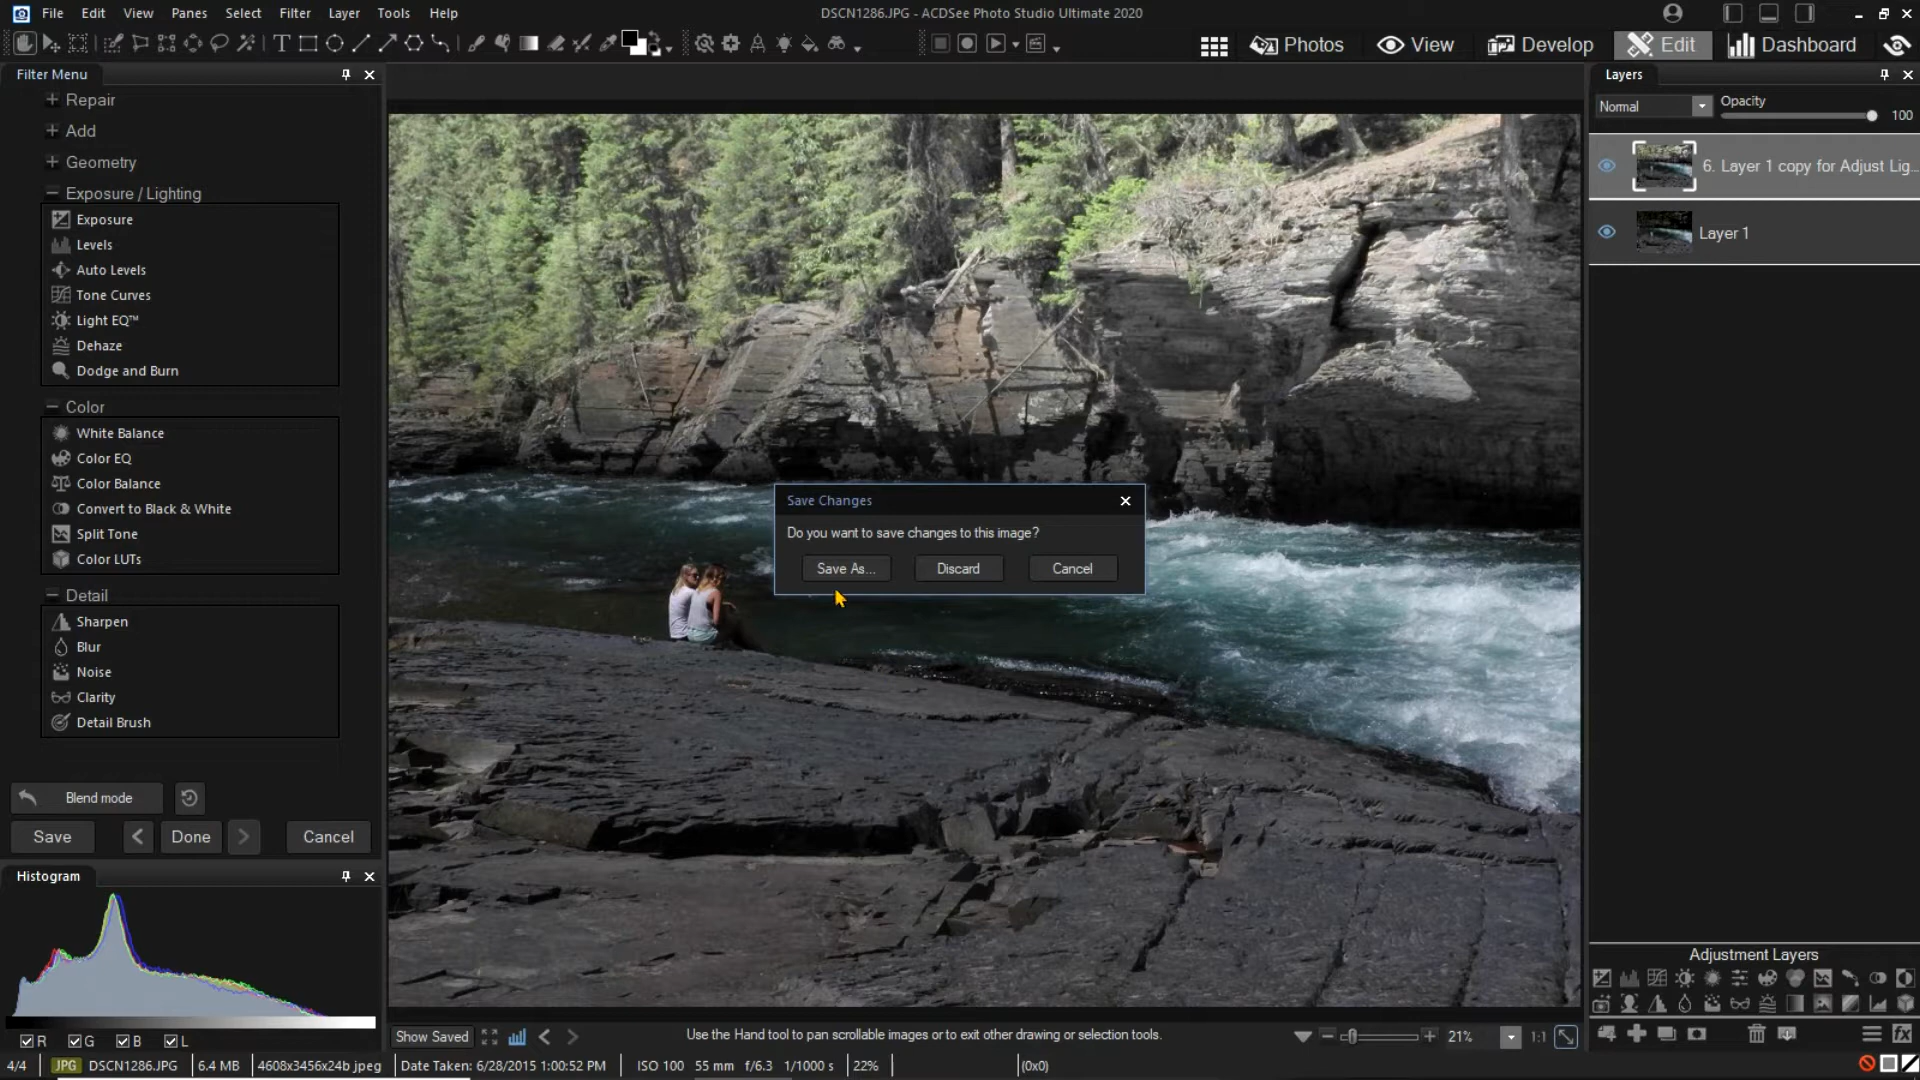 File Edit View Panes Select Filter Layer Tools Help
DSCN1286.JPG - ACDSee Photo Studio Ultimate 2020
Photos View Develop Edit Dashboard
Filter Menu
Repair
Add
Geometry
Exposure / Lighting
Exposure
Levels
Auto Levels
Tone Curves
Light EQ™
Dehaze
Dodge and Burn
Color
White Balance
Color EQ
Color Balance
Convert to Black & White
Split Tone
Color LUTs
Detail
Sharpen
Blur
Noise
Clarity
Detail Brush
Blend mode
Save
Done
Cancel
Histogram
R G B L
Save Changes
Do you want to save changes to this image?
Save As... Discard Cancel
Layers
Normal
Opacity
100
6. Layer 1 copy for Adjust Lig...
Layer 1
Adjustment Layers
Show Saved
Use the Hand tool to pan scrollable images or to exit other drawing or selection tools.
21%
1:1
4/4 JPG DSCN1286.JPG 6.4 MB 4608x3456x24b jpeg Date Taken: 6/28/2015 1:00:52 PM ISO 100 55 mm f/6.3 1/1000 s 22% (0x0)